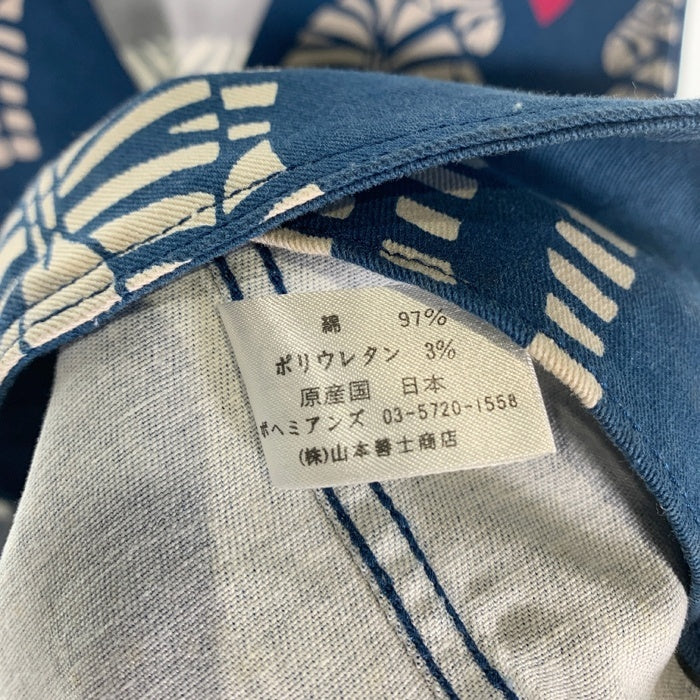 綿 97%
ポリウレタン 3%
原産国 日本
ボヘミアンズ 03-5720-1558
(株)山本善士商店